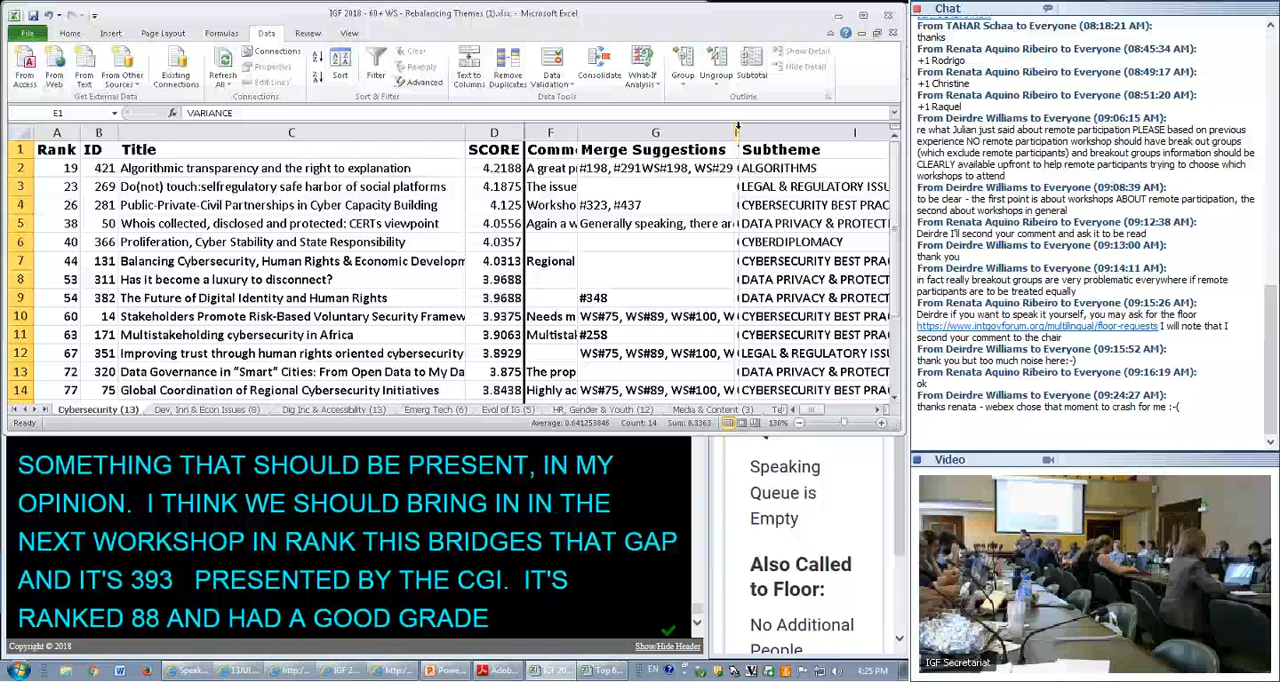 IGF 2018 - 60+ WS - Rebalancing Themes (1).xlsx - Microsoft Excel
File Home Insert Page Layout Formulas Data Review View
From Access
From Web
From Text
From Other Sources
Existing Connections
Refresh All
Connections
Properties
Edit Links
Sort
Filter
Clear
Reapply
Advanced
Text to Columns
Remove Duplicates
Data Validation
Consolidate
What-If Analysis
Group
Ungroup
Subtotal
Show Detail
Hide Detail
Get External Data
Connections
Sort & Filter
Data Tools
Outline
E1 fx VARIANCE
A B C D F G I
1 Rank ID Title SCORE Comm Merge Suggestions Subtheme
2 19 421 Algorithmic transparency and the right to explanation 4.2188 A great p #198, #291WS#198, WS#29 ALGORITHMS
3 23 269 Do(not) touch:selfregulatory safe harbor of social platforms 4.1875 The issue LEGAL & REGULATORY ISSU
4 26 281 Public-Private-Civil Partnerships in Cyber Capacity Building 4.125 Worksho #323, #437 CYBERSECURITY BEST PRAC
5 38 50 Whois collected, disclosed and protected: CERTs viewpoint 4.0556 Again a w Generally speaking, there are DATA PRIVACY & PROTECT
6 40 366 Proliferation, Cyber Stability and State Responsibility 4.0357 CYBERDIPLOMACY
7 44 131 Balancing Cybersecurity, Human Rights & Economic Developm 4.0313 Regional CYBERSECURITY BEST PRAC
8 53 311 Has it become a luxury to disconnect? 3.9688 DATA PRIVACY & PROTECT
9 54 382 The Future of Digital Identity and Human Rights 3.9688 #348 DATA PRIVACY & PROTECT
10 60 14 Stakeholders Promote Risk-Based Voluntary Security Framew 3.9375 Needs m WS#75, WS#89, WS#100, W CYBERSECURITY BEST PRAC
11 63 171 Multistakeholding cybersecurity in Africa 3.9063 Multistak #258 CYBERSECURITY BEST PRAC
12 67 351 Improving trust through human rights oriented cybersecurity 3.8929 WS#75, WS#89, WS#100, W LEGAL & REGULATORY ISSU
13 72 320 Data Governance in "Smart" Cities: From Open Data to My Da 3.875 The prop DATA PRIVACY & PROTECT
14 77 75 Global Coordination of Regional Cybersecurity Initiatives 3.8438 Highly ac WS#75, WS#89, WS#100, W CYBERSECURITY BEST PRAC
Cybersecurity (13) Dev, Inn & Econ Issues (8) Dig Inc & Accessibility (13) Emerg Tech (6) Evol of IG (5) HR, Gender & Youth (12) Media & Content (3)
Ready Average: 0.641253846 Count: 14 Sum: 8.3363 130%
SOMETHING THAT SHOULD BE PRESENT, IN MY
OPINION. I THINK WE SHOULD BRING IN IN THE
NEXT WORKSHOP IN RANK THIS BRIDGES THAT GAP
AND IT'S 393 PRESENTED BY THE CGI. IT'S
RANKED 88 AND HAD A GOOD GRADE
Copyright © 2018 Show/Hide Header
Speaking
Queue is
Empty
Also Called
to Floor:
No Additional
People
Speak... 13JUL... http:/... IGF 2... http:/... Power... Adob... IGF 20... Top 6... EN 4:25 PM
Chat
From TAHAR Schaa to Everyone (08:18:21 AM):
thanks
From Renata Aquino Ribeiro to Everyone (08:45:34 AM):
+1 Rodrigo
From Renata Aquino Ribeiro to Everyone (08:49:17 AM):
+1 Christine
From Renata Aquino Ribeiro to Everyone (08:51:20 AM):
+1 Raquel
From Deirdre Williams to Everyone (09:06:15 AM):
re what Julian just said about remote participation PLEASE based on previous
experience NO remote participation workshop should have break out groups
(which exclude remote participants) and breakout groups information should be
CLEARLY available upfront to help remote participants trying to choose which
workshops to attend
From Deirdre Williams to Everyone (09:08:39 AM):
to be clear - the first point is about workshops ABOUT remote participation, the
second about workshops in general
From Renata Aquino Ribeiro to Everyone (09:12:38 AM):
Deirdre I'll second your comment and ask it to be read
From Deirdre Williams to Everyone (09:13:00 AM):
thank you
From Deirdre Williams to Everyone (09:14:11 AM):
in fact really breakout groups are very problematic everywhere if remote
participants are to be treated equally
From Renata Aquino Ribeiro to Everyone (09:15:26 AM):
Deirdre if you want to speak it yourself, you may ask for the floor
https://www.intgovforum.org/multilingual/floor-requests I will note that I
second your comment to the chair
From Deirdre Williams to Everyone (09:15:52 AM):
thank you but too much noise here:-)
From Renata Aquino Ribeiro to Everyone (09:16:19 AM):
ok
From Deirdre Williams to Everyone (09:24:27 AM):
thanks renata - webex chose that moment to crash for me :-(
Video
IGF Secretariat